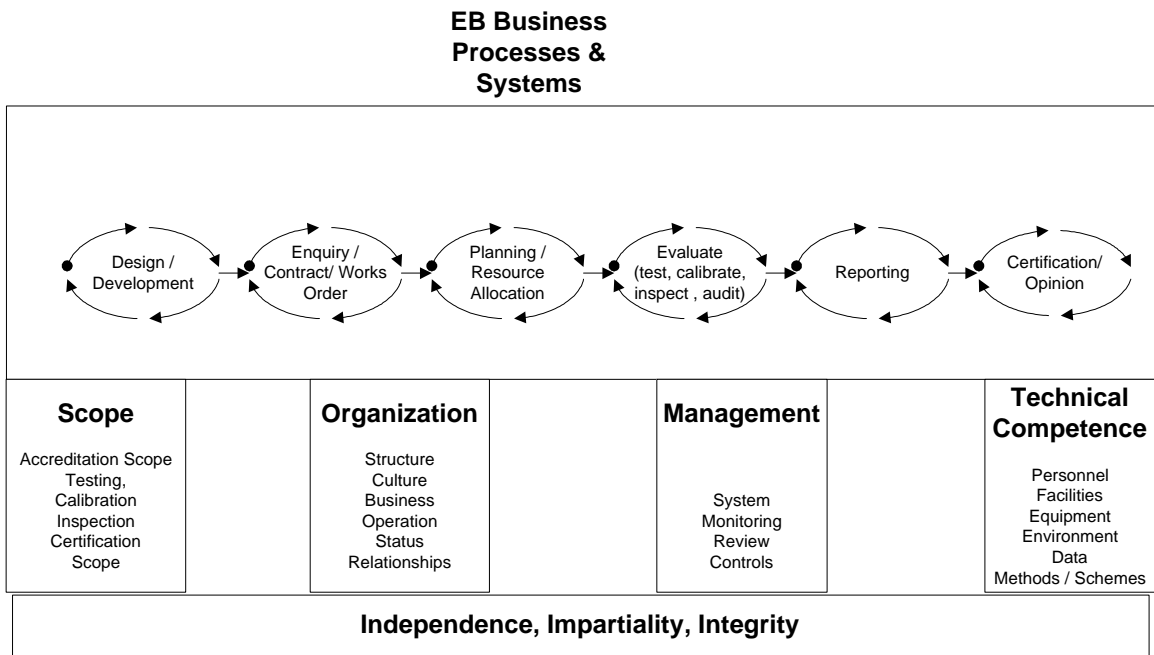 EB Business
Processes &
Systems
Design /
Development
Enquiry /
Contract/ Works
Order
Planning /
Resource
Allocation
Evaluate
(test, calibrate,
inspect , audit)
Reporting
Certification/
Opinion
Scope
Accreditation Scope
Testing,
Calibration
Inspection
Certification
Scope
Organization
Structure
Culture
Business
Operation
Status
Relationships
Management
System
Monitoring
Review
Controls
Technical
Competence
Personnel
Facilities
Equipment
Environment
Data
Methods / Schemes
Independence, Impartiality, Integrity